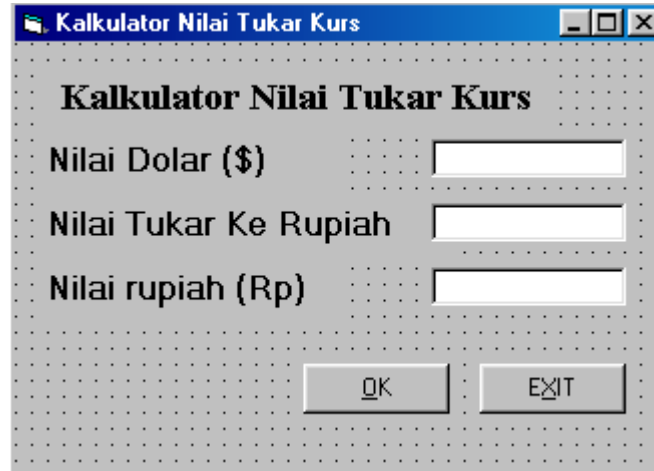 Kalkulator Nilai Tukar Kurs
Kalkulator Nilai Tukar Kurs
Nilai Dolar ($)
Nilai Tukar Ke Rupiah
Nilai rupiah (Rp)
OK EXIT